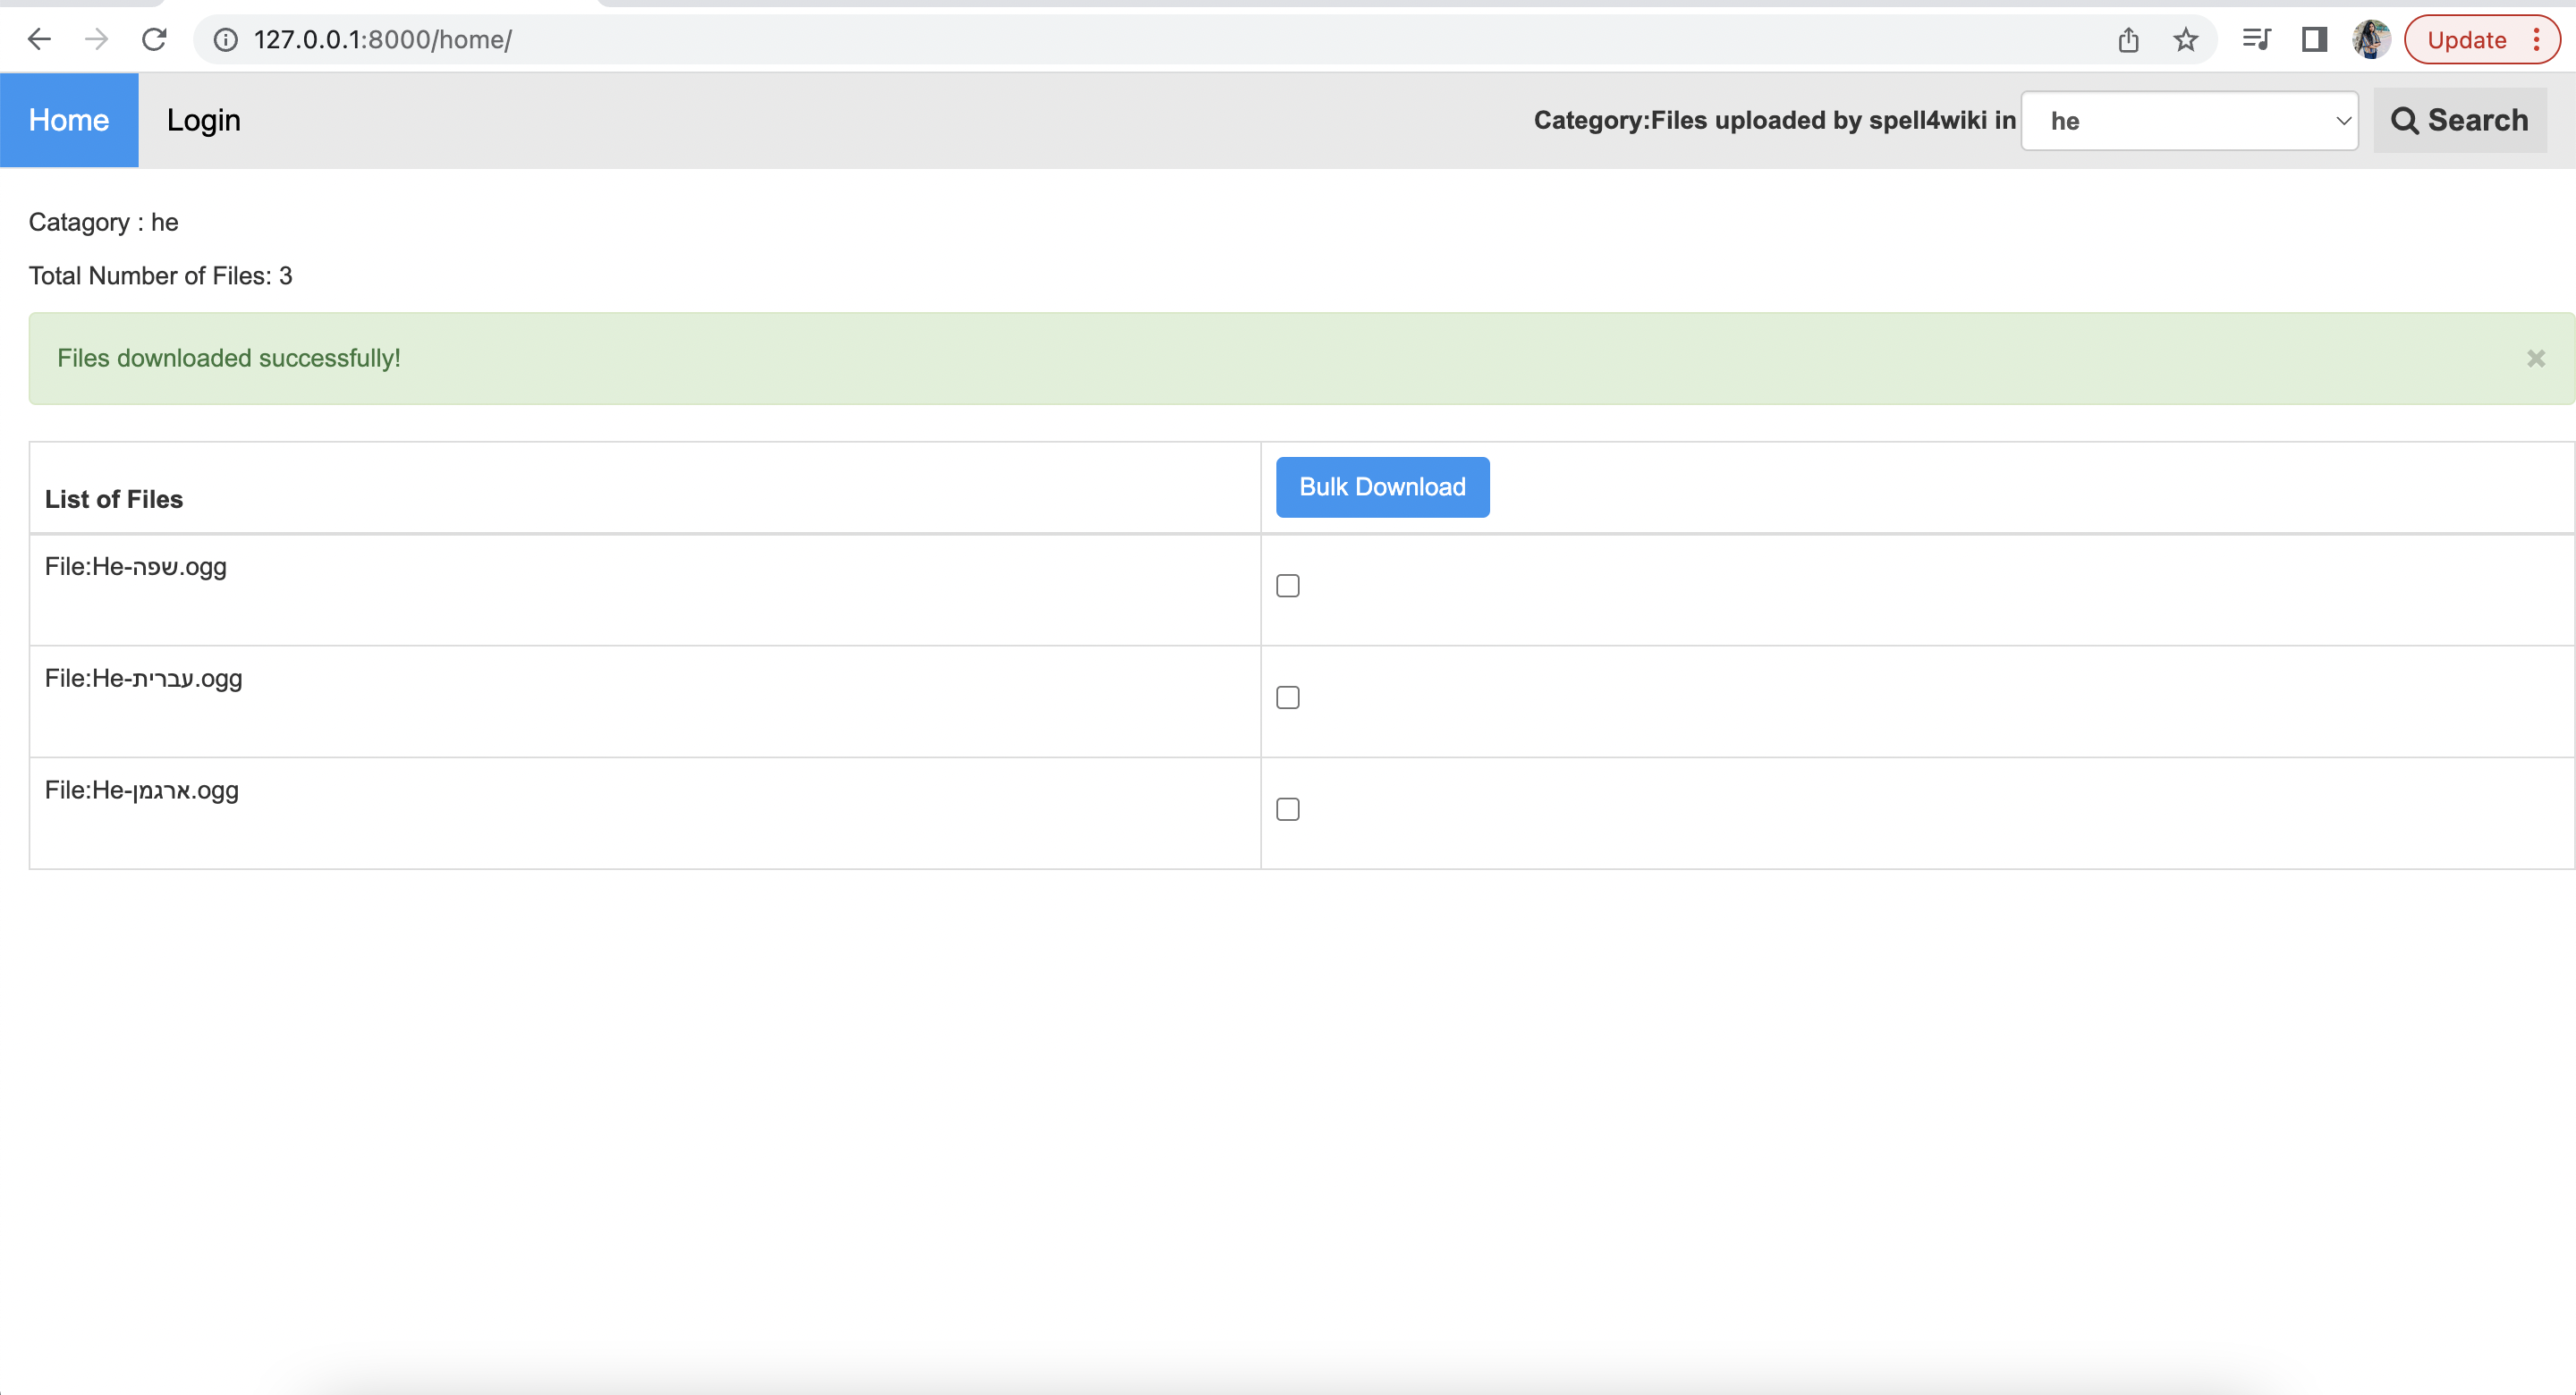 127.0.0.1:8000/home/
Update
Home
Login
Category:Files uploaded by spell4wiki in
he
Search
Catagory : he
Total Number of Files: 3
Files downloaded successfully!
List of Files
Bulk Download
File:He-שפה.ogg
File:He-עברית.ogg
File:He-ארגמן.ogg